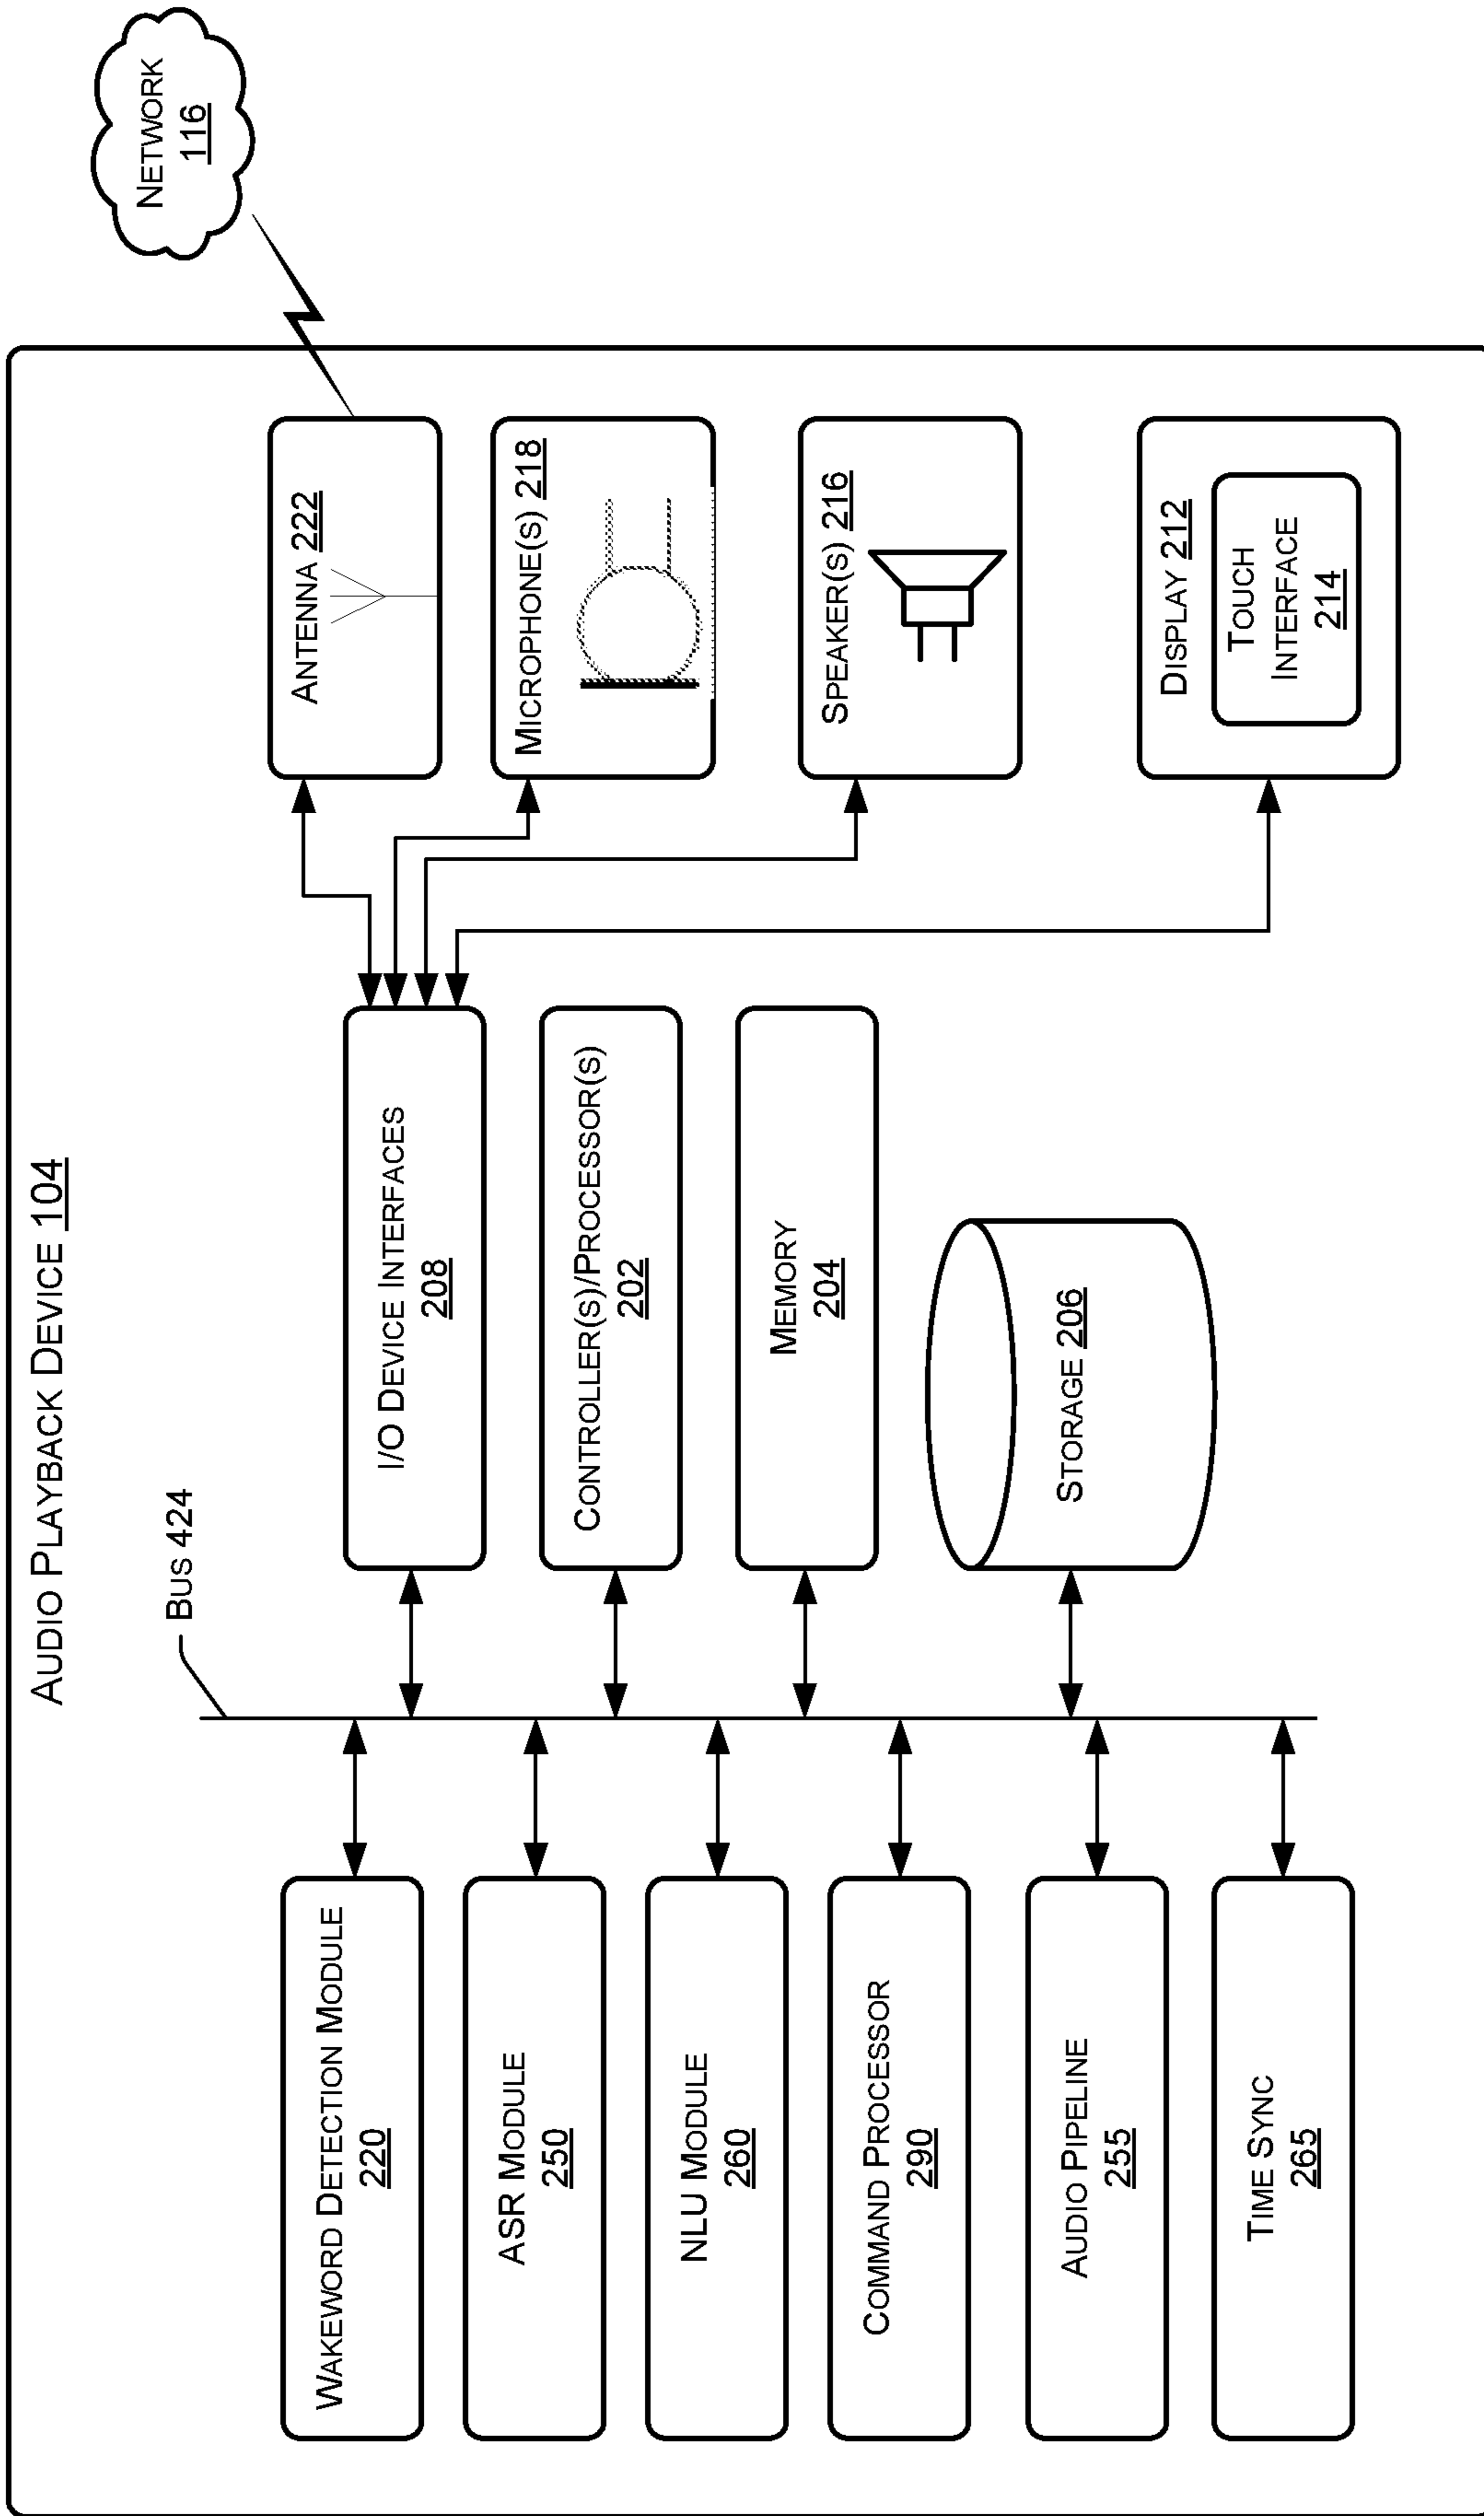 AUDIO PLAYBACK DEVICE 104
BUS 424
NETWORK
116
WAKEWORD DETECTION MODULE
220
ASR MODULE
250
NLU MODULE
260
COMMAND PROCESSOR
290
AUDIO PIPELINE
255
TIME SYNC
265
I/O DEVICE INTERFACES
208
CONTROLLER(S)/PROCESSOR(S)
202
MEMORY
204
STORAGE 206
ANTENNA 222
MICROPHONE(S) 218
SPEAKER(S) 216
DISPLAY 212
TOUCH
INTERFACE
214